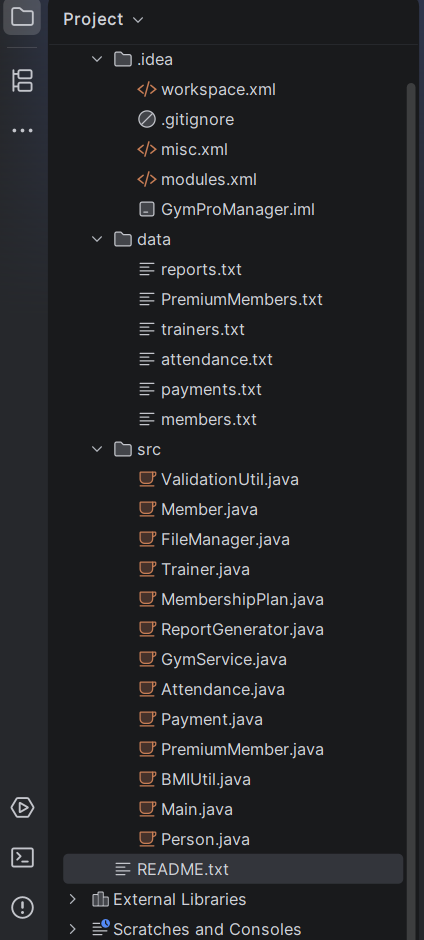 Project
.idea
workspace.xml
.gitignore
misc.xml
modules.xml
GymProManager.iml
data
reports.txt
PremiumMembers.txt
trainers.txt
attendance.txt
payments.txt
members.txt
src
ValidationUtil.java
Member.java
FileManager.java
Trainer.java
MembershipPlan.java
ReportGenerator.java
GymService.java
Attendance.java
Payment.java
PremiumMember.java
BMIUtil.java
Main.java
Person.java
README.txt
External Libraries
Scratches and Consoles